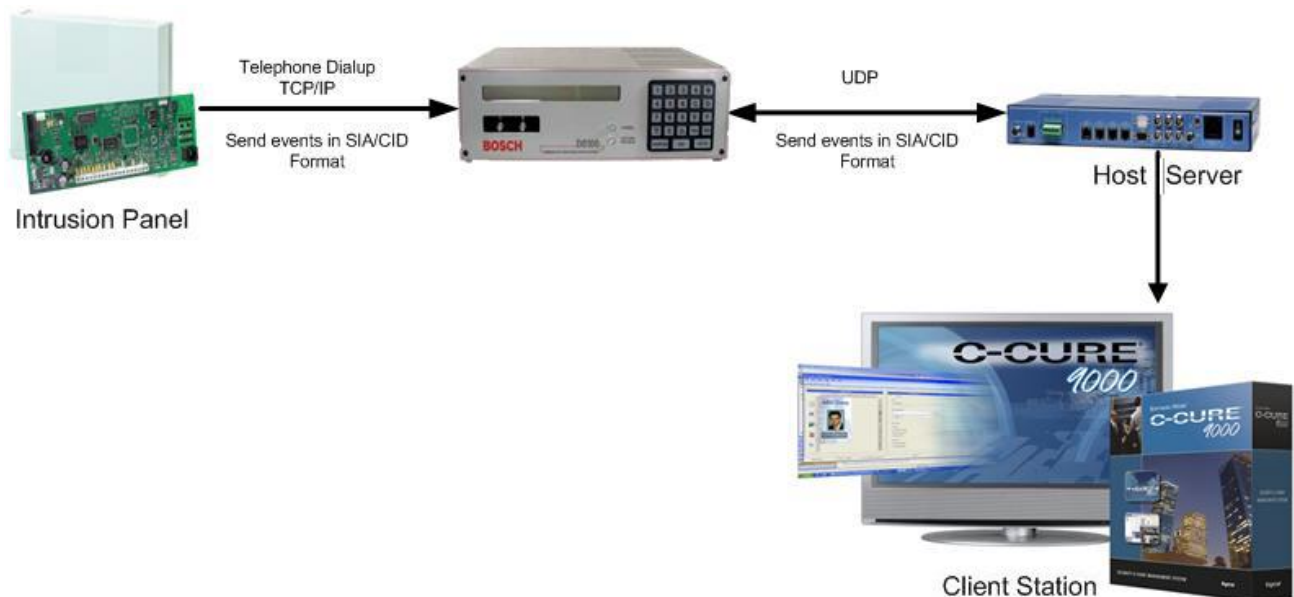 Telephone Dialup
TCP/IP
Send events in SIA/CID
Format
UDP
Send events in SIA/CID
Format
BOSCH
Host Server
Intrusion Panel
C-CURE
9000
C-CURE
9000
C-CURE
Client Station